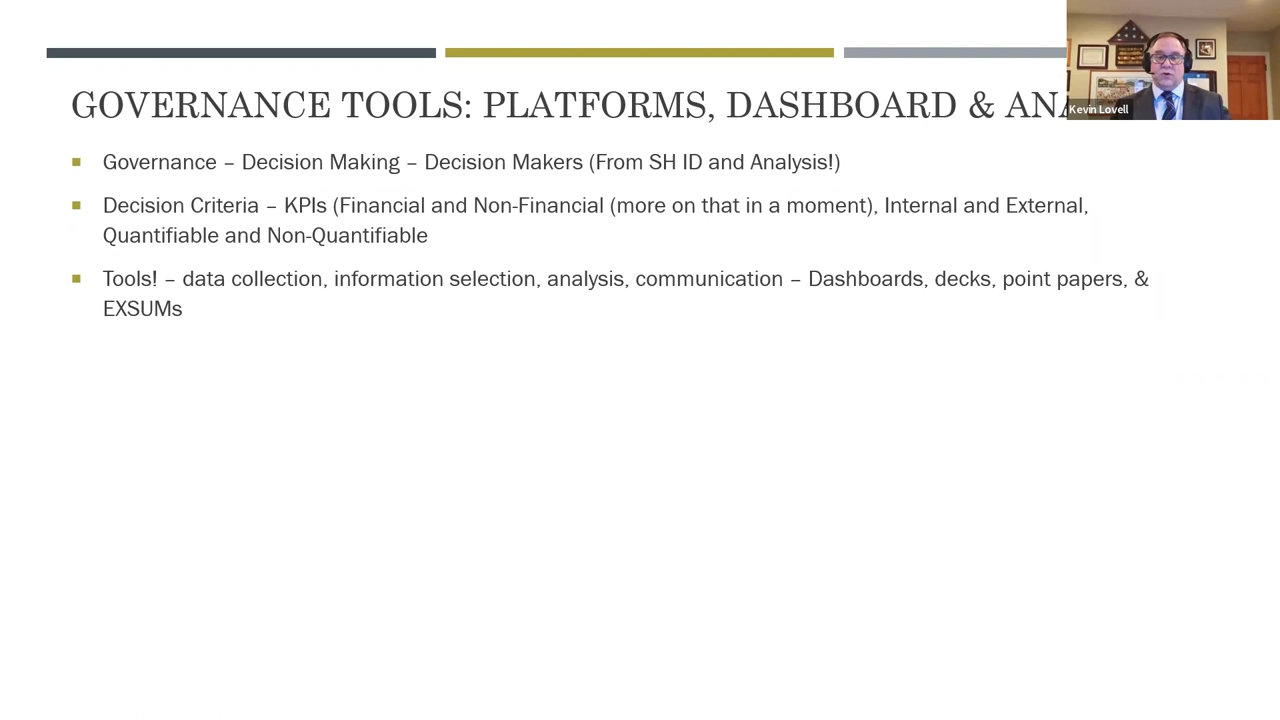 GOVERNANCE TOOLS: PLATFORMS, DASHBOARD & ANA
Kevin Lovell
Governance – Decision Making – Decision Makers (From SH ID and Analysis!)
Decision Criteria – KPIs (Financial and Non-Financial (more on that in a moment), Internal and External,
Quantifiable and Non-Quantifiable
Tools! – data collection, information selection, analysis, communication – Dashboards, decks, point papers, &
EXSUMs